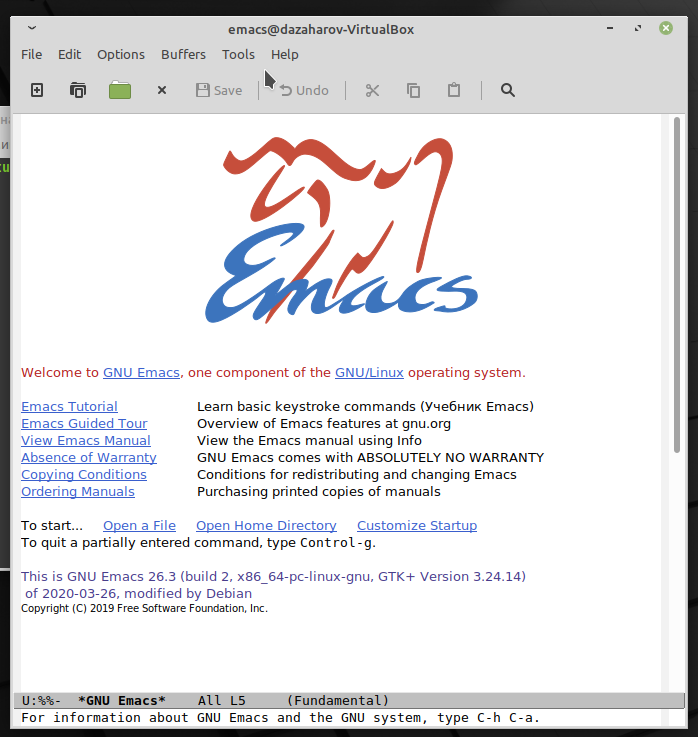 emacs@dazaharov-VirtualBox
File Edit Options Buffers Tools Help
Save Undo
Emacs
Welcome to GNU Emacs, one component of the GNU/Linux operating system.
Emacs Tutorial Learn basic keystroke commands (Учебник Emacs)
Emacs Guided Tour Overview of Emacs features at gnu.org
View Emacs Manual View the Emacs manual using Info
Absence of Warranty GNU Emacs comes with ABSOLUTELY NO WARRANTY
Copying Conditions Conditions for redistributing and changing Emacs
Ordering Manuals Purchasing printed copies of manuals
To start... Open a File Open Home Directory Customize Startup
To quit a partially entered command, type Control-g.
This is GNU Emacs 26.3 (build 2, x86_64-pc-linux-gnu, GTK+ Version 3.24.14)
of 2020-03-26, modified by Debian
Copyright (C) 2019 Free Software Foundation, Inc.
U:%%- *GNU Emacs* All L5 (Fundamental)
For information about GNU Emacs and the GNU system, type C-h C-a.